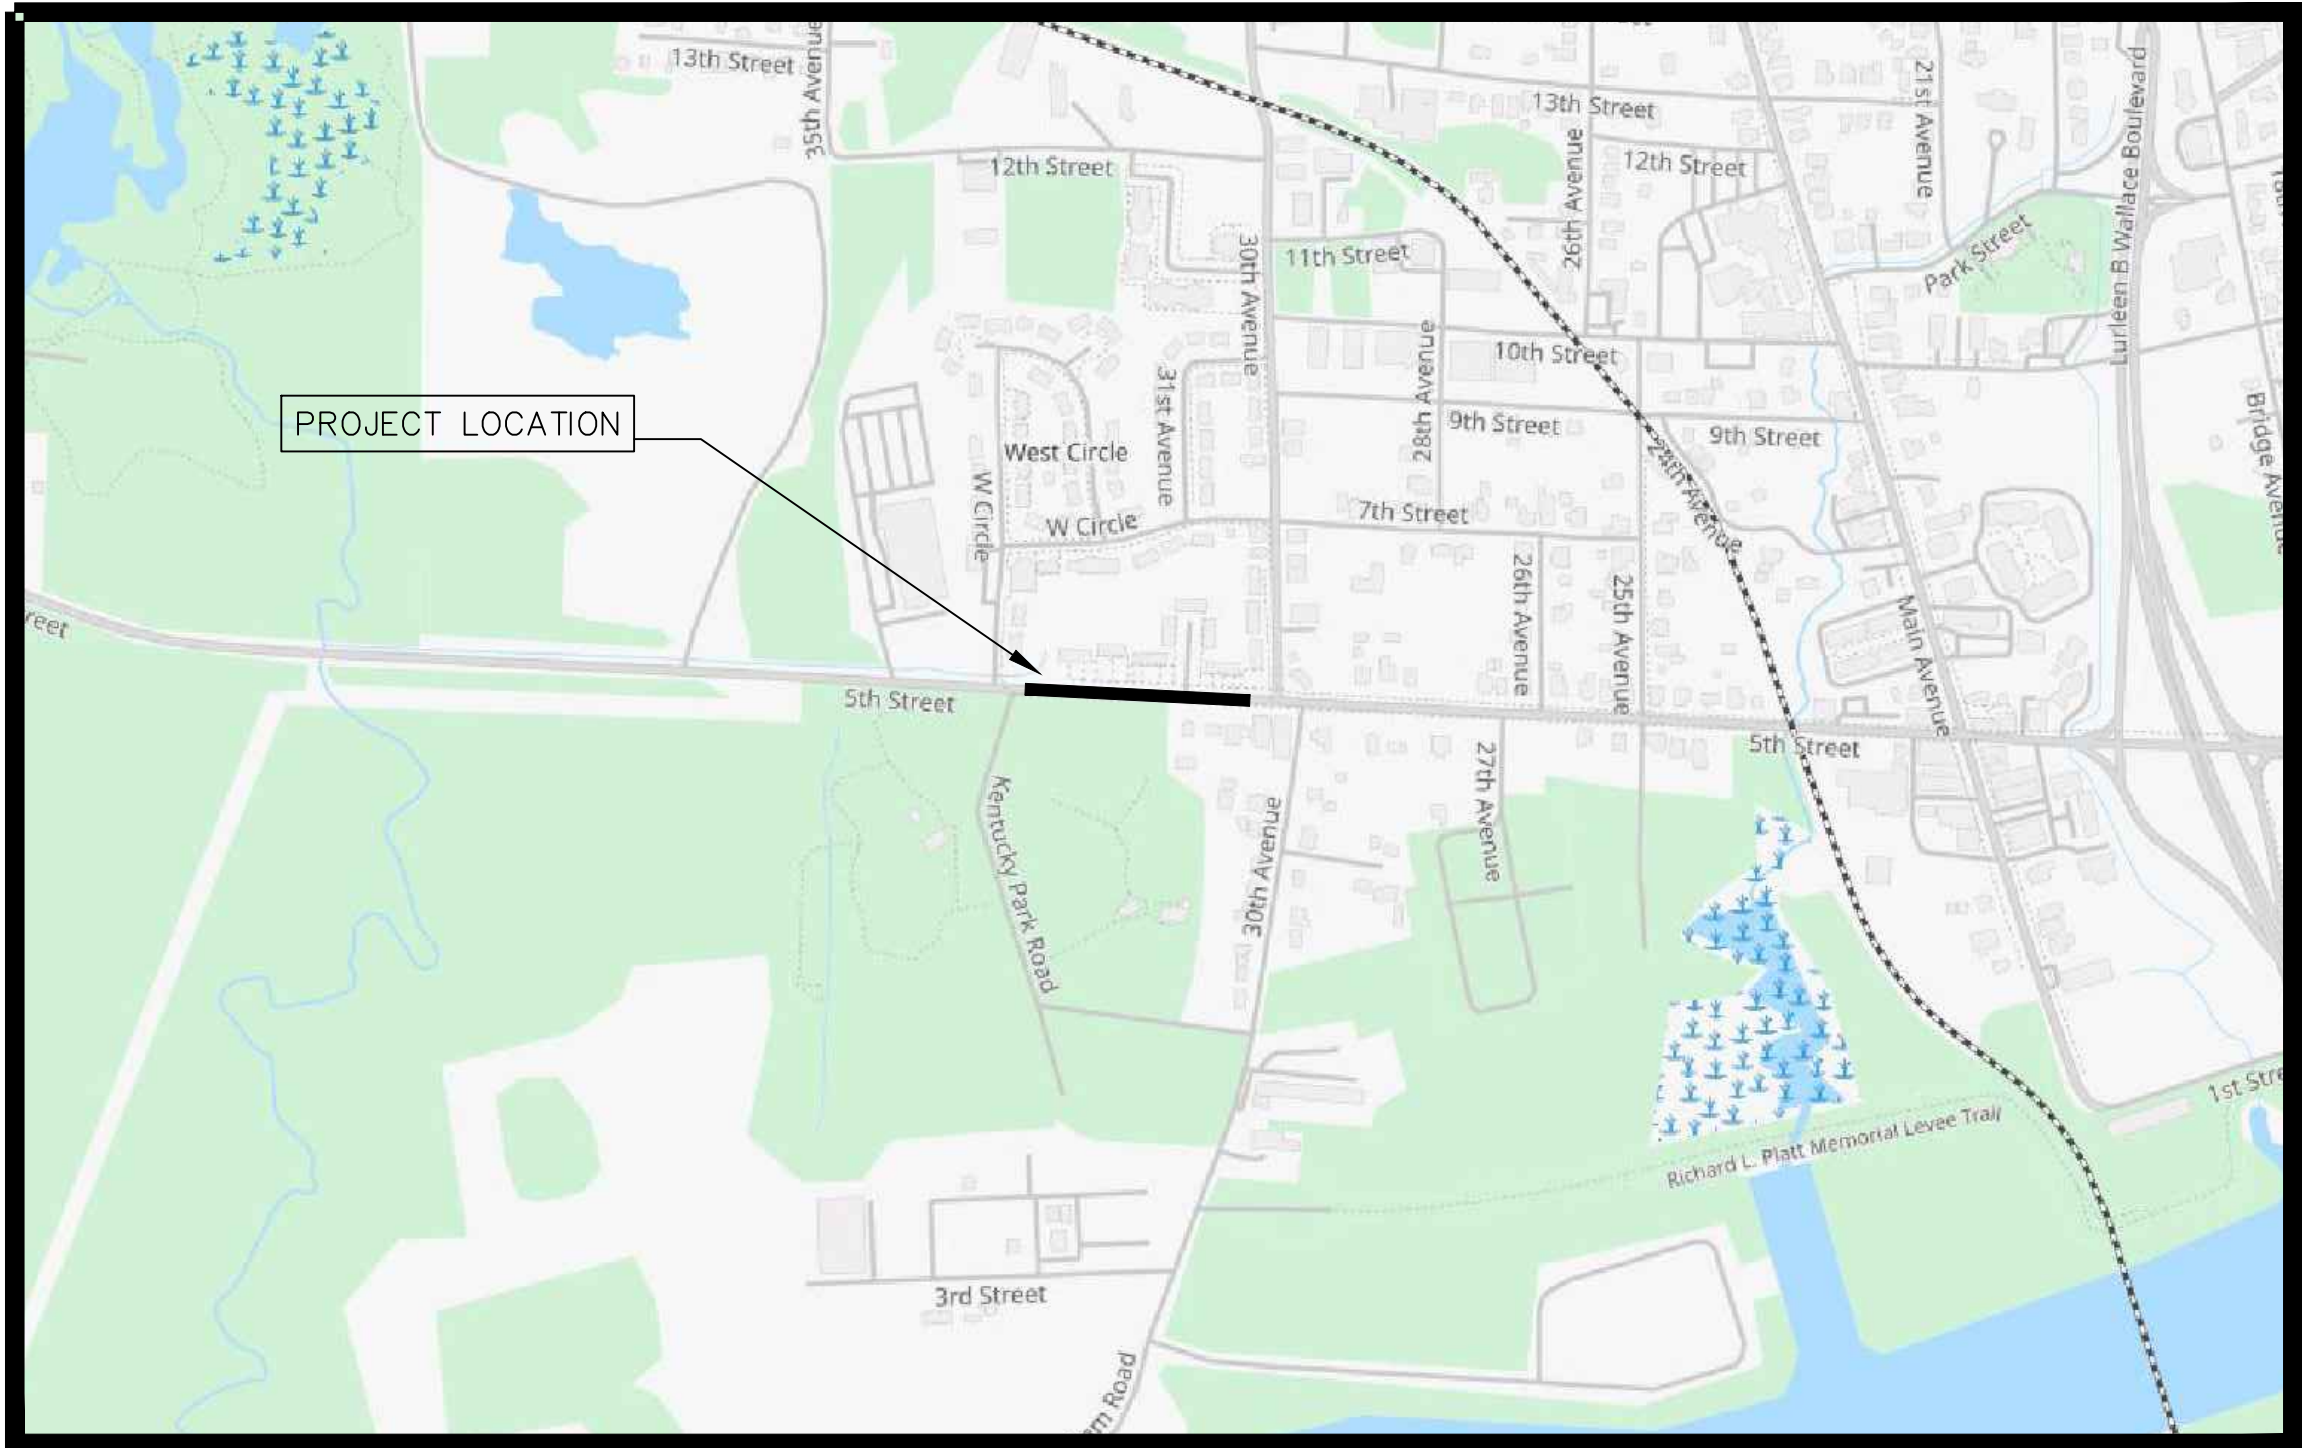 13th Street
35th Avenue
13th Street
21st Avenue
Lurleen B Wallace Boulevard
12th Street
26th Avenue
12th Street
30th Avenue
11th Street
Park Street
10th Street
28th Avenue
31st Avenue
PROJECT LOCATION
9th Street
9th Street
24th Avenue
Bridge Avenue
West Circle
W Circle
W Circle
7th Street
26th Avenue
25th Avenue
Main Avenue
reet
5th Street
5th Street
27th Avenue
Kentucky Park Road
30th Avenue
1st Stre
Richard L. Platt Memorial Levee Trail
3rd Street
ern Road